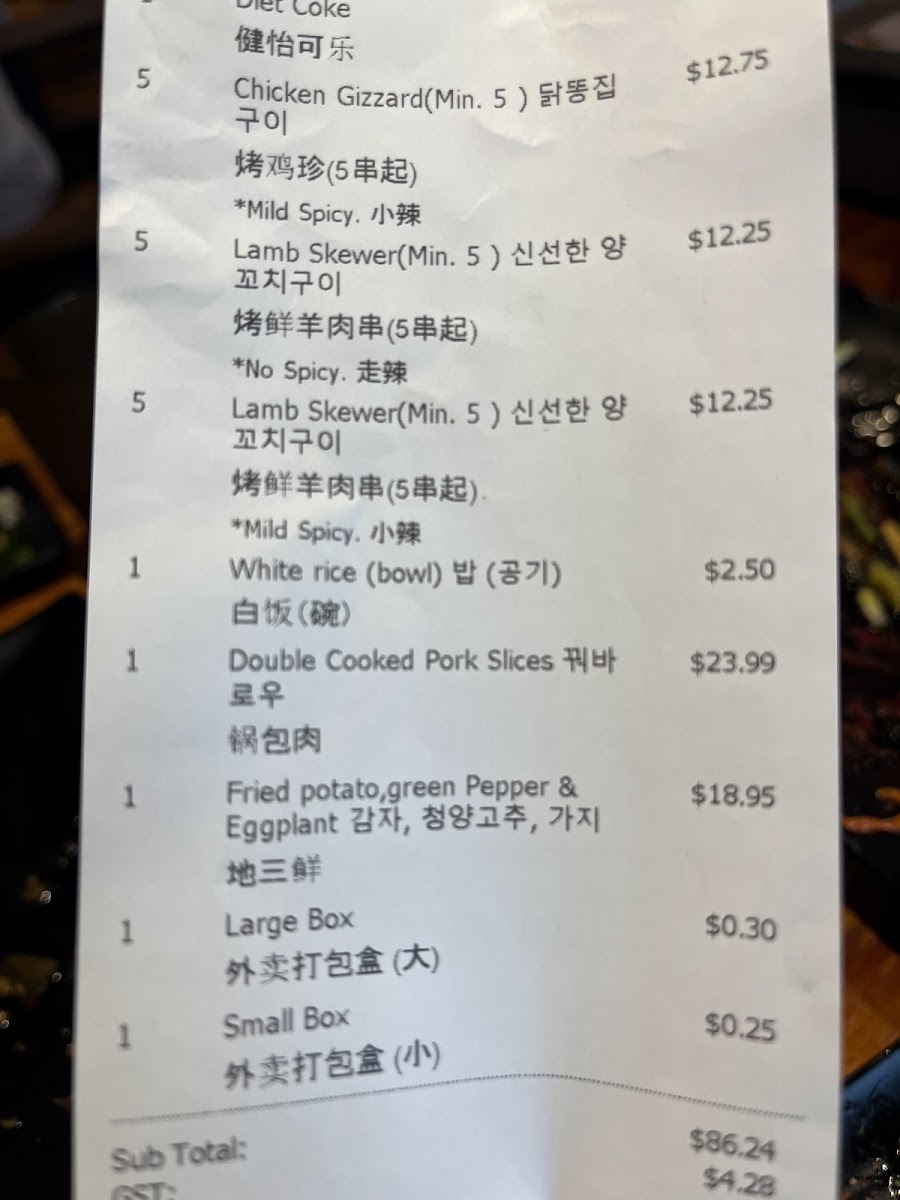 Diet Coke
健怡可乐
5 Chicken Gizzard(Min. 5 ) 닭똥집 $12.75
구이
烤鸡珍(5串起)
*Mild Spicy. 小辣
5 Lamb Skewer(Min. 5 ) 신선한 양 $12.25
꼬치구이
烤鲜羊肉串(5串起)
*No Spicy. 走辣
5 Lamb Skewer(Min. 5 ) 신선한 양 $12.25
꼬치구이
烤鲜羊肉串(5串起).
*Mild Spicy. 小辣
1 White rice (bowl) 밥 (공기) $2.50
白饭(碗)
1 Double Cooked Pork Slices 꿔바 $23.99
로우
锅包肉
1 Fried potato,green Pepper & $18.95
Eggplant 감자, 청양고추, 가지
地三鲜
1 Large Box $0.30
外卖打包盒 (大)
1 Small Box $0.25
外卖打包盒 (小)
Sub Total: $86.24
GST: $4.28